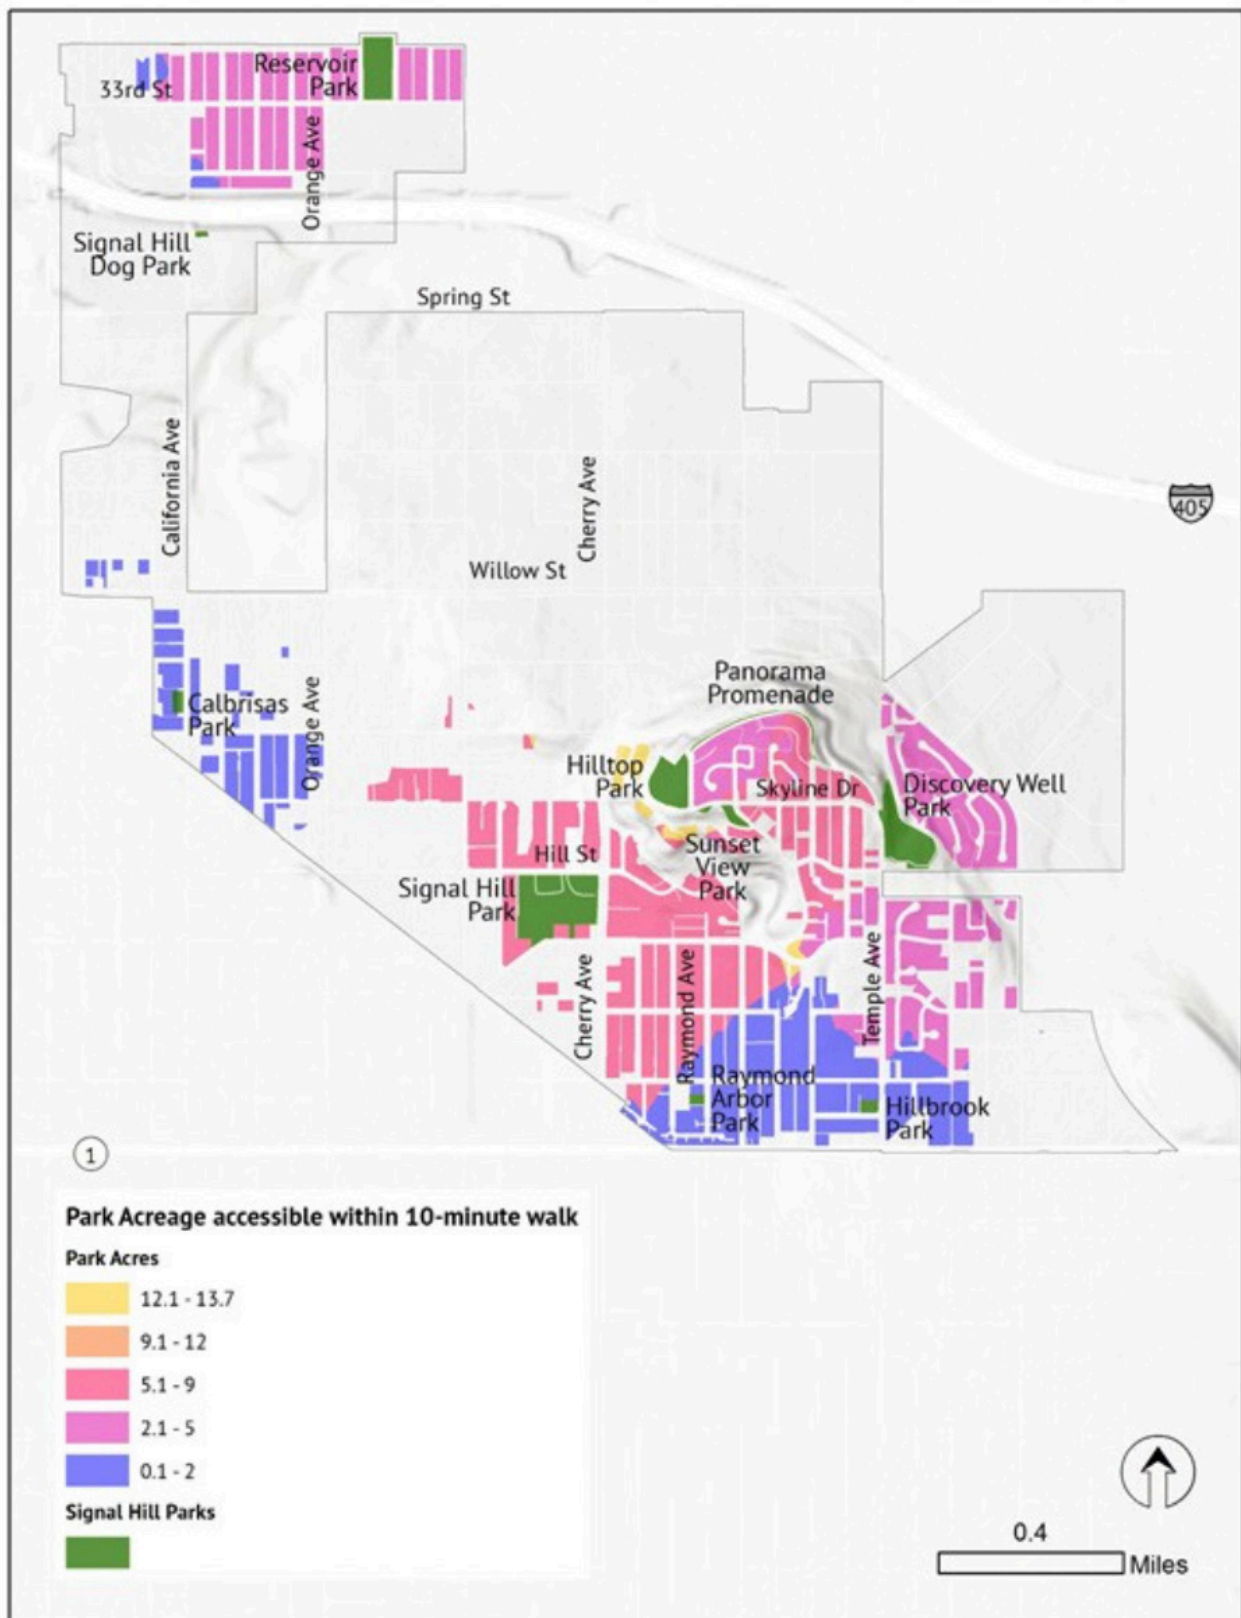 Reservoir
Park
33rd St
Orange Ave
Signal Hill
Dog Park
Spring St
California Ave
Cherry Ave
405
Willow St
Panorama
Promenade
Calbrisas
Park
Orange Ave
Hilltop
Park
Skyline Dr
Discovery Well
Park
Sunset
View
Park
Hill St
Signal Hill
Park
Cherry Ave
Raymond Ave
Temple Ave
Raymond
Arbor
Park
Hillbrook
Park
1
Park Acreage accessible within 10-minute walk
Park Acres
12.1 - 13.7
9.1 - 12
5.1 - 9
2.1 - 5
0.1 - 2
Signal Hill Parks
0.4
Miles